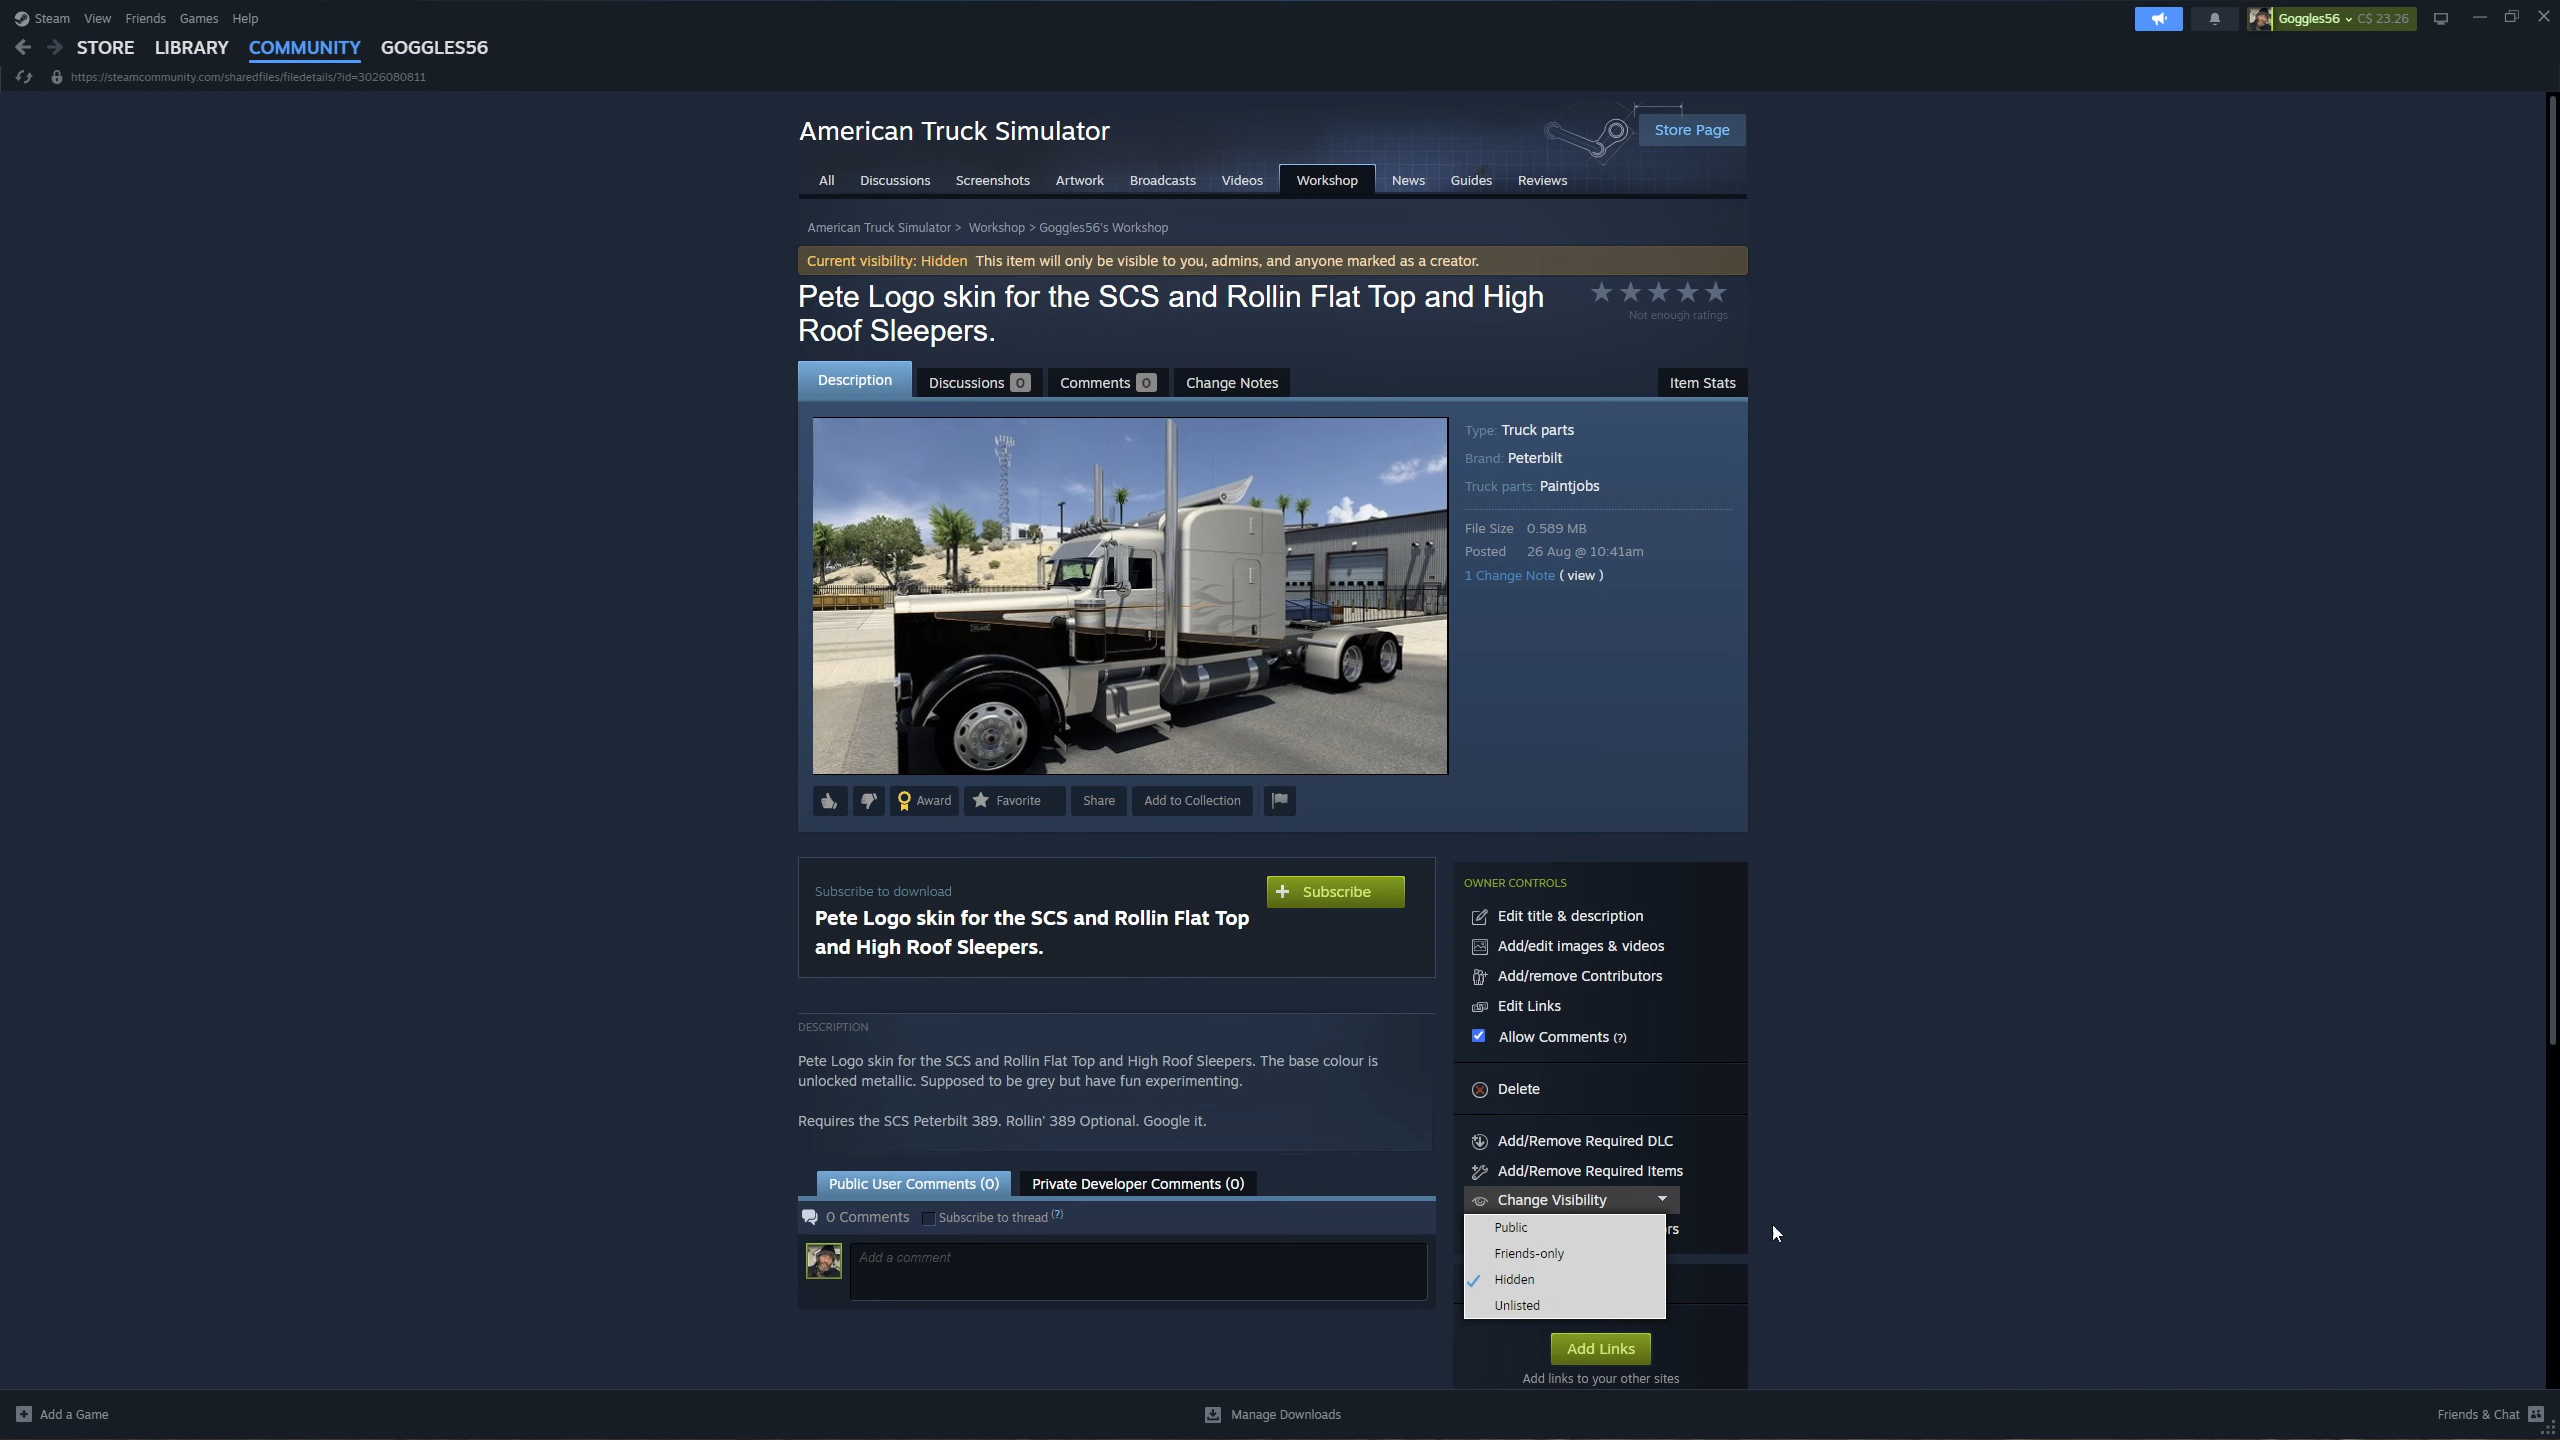 Steam View Friends Games Help
Goggles56 C$ 23.26
STORE LIBRARY COMMUNITY GOGGLES56
https://steamcommunity.com/sharedfiles/filedetails/?id=3026080811
American Truck Simulator
Store Page
All Discussions Screenshots Artwork Broadcasts Videos Workshop News Guides Reviews
American Truck Simulator > Workshop > Goggles56's Workshop
Current visibility: Hidden This item will only be visible to you, admins, and anyone marked as a creator.
Pete Logo skin for the SCS and Rollin Flat Top and High
Roof Sleepers.
Not enough ratings
Description Discussions 0 Comments 0 Change Notes Item Stats
Type: Truck parts
Brand: Peterbilt
Truck parts: Paintjobs
File Size 0.589 MB
Posted 26 Aug @ 10:41am
1 Change Note ( view )
Award Favorite Share Add to Collection
Subscribe to download
Pete Logo skin for the SCS and Rollin Flat Top
and High Roof Sleepers.
Subscribe
DESCRIPTION
Pete Logo skin for the SCS and Rollin Flat Top and High Roof Sleepers. The base colour is
unlocked metallic. Supposed to be grey but have fun experimenting.
Requires the SCS Peterbilt 389. Rollin' 389 Optional. Google it.
Public User Comments (0) Private Developer Comments (0)
0 Comments Subscribe to thread (?)
Add a comment
OWNER CONTROLS
Edit title & description
Add/edit images & videos
Add/remove Contributors
Edit Links
Allow Comments (?)
Delete
Add/Remove Required DLC
Add/Remove Required Items
Change Visibility
rs
Public
Friends-only
Hidden
Unlisted
Add Links
Add links to your other sites
Add a Game Manage Downloads Friends & Chat